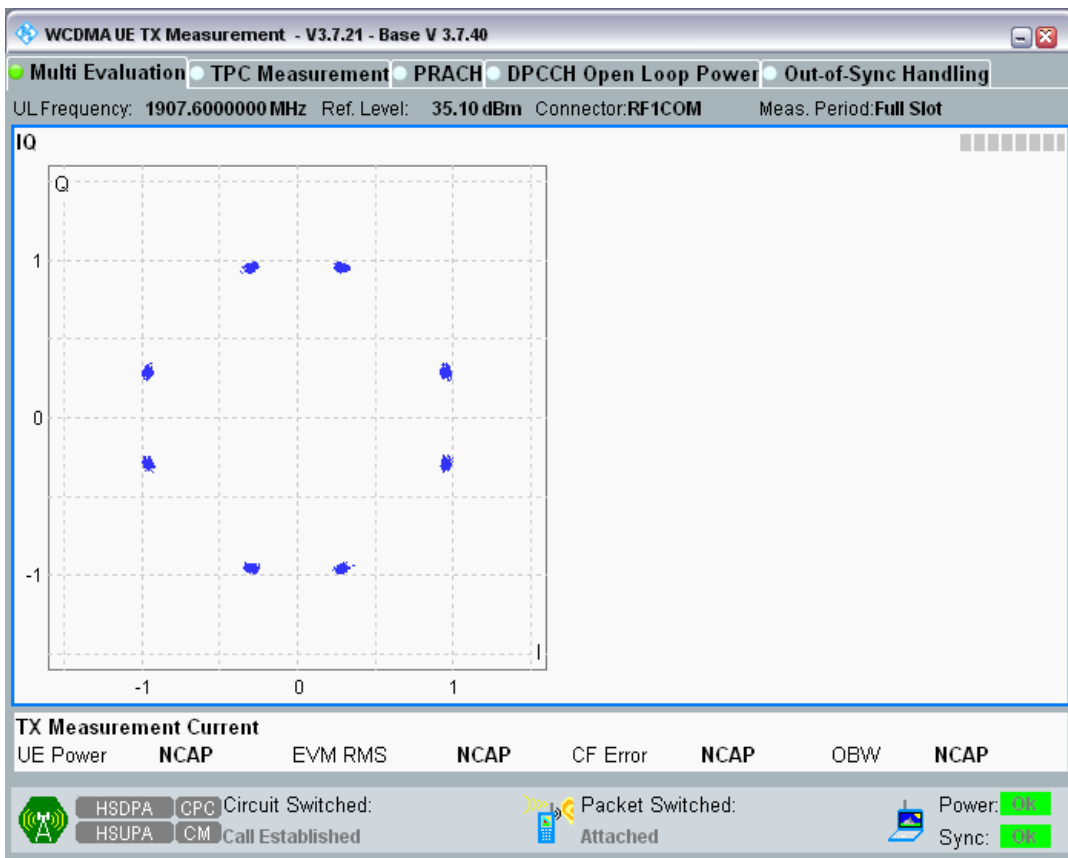 WCDMA UE TX Measurement - V3.7.21 - Base V 3.7.40
Multi Evaluation TPC Measurement PRACH DPCCH Open Loop Power Out-of-Sync Handling
UL Frequency: 1907.6000000 MHz Ref. Level: 35.10 dBm Connector:RF1COM Meas. Period:Full Slot
IQ
Q
1
0
-1
I
-1 0 1
TX Measurement Current
UE Power NCAP EVM RMS NCAP CF Error NCAP OBW NCAP
HSDPA CPC Circuit Switched: Packet Switched: Power: Ok
HSUPA CM Call Established Attached Sync: Ok